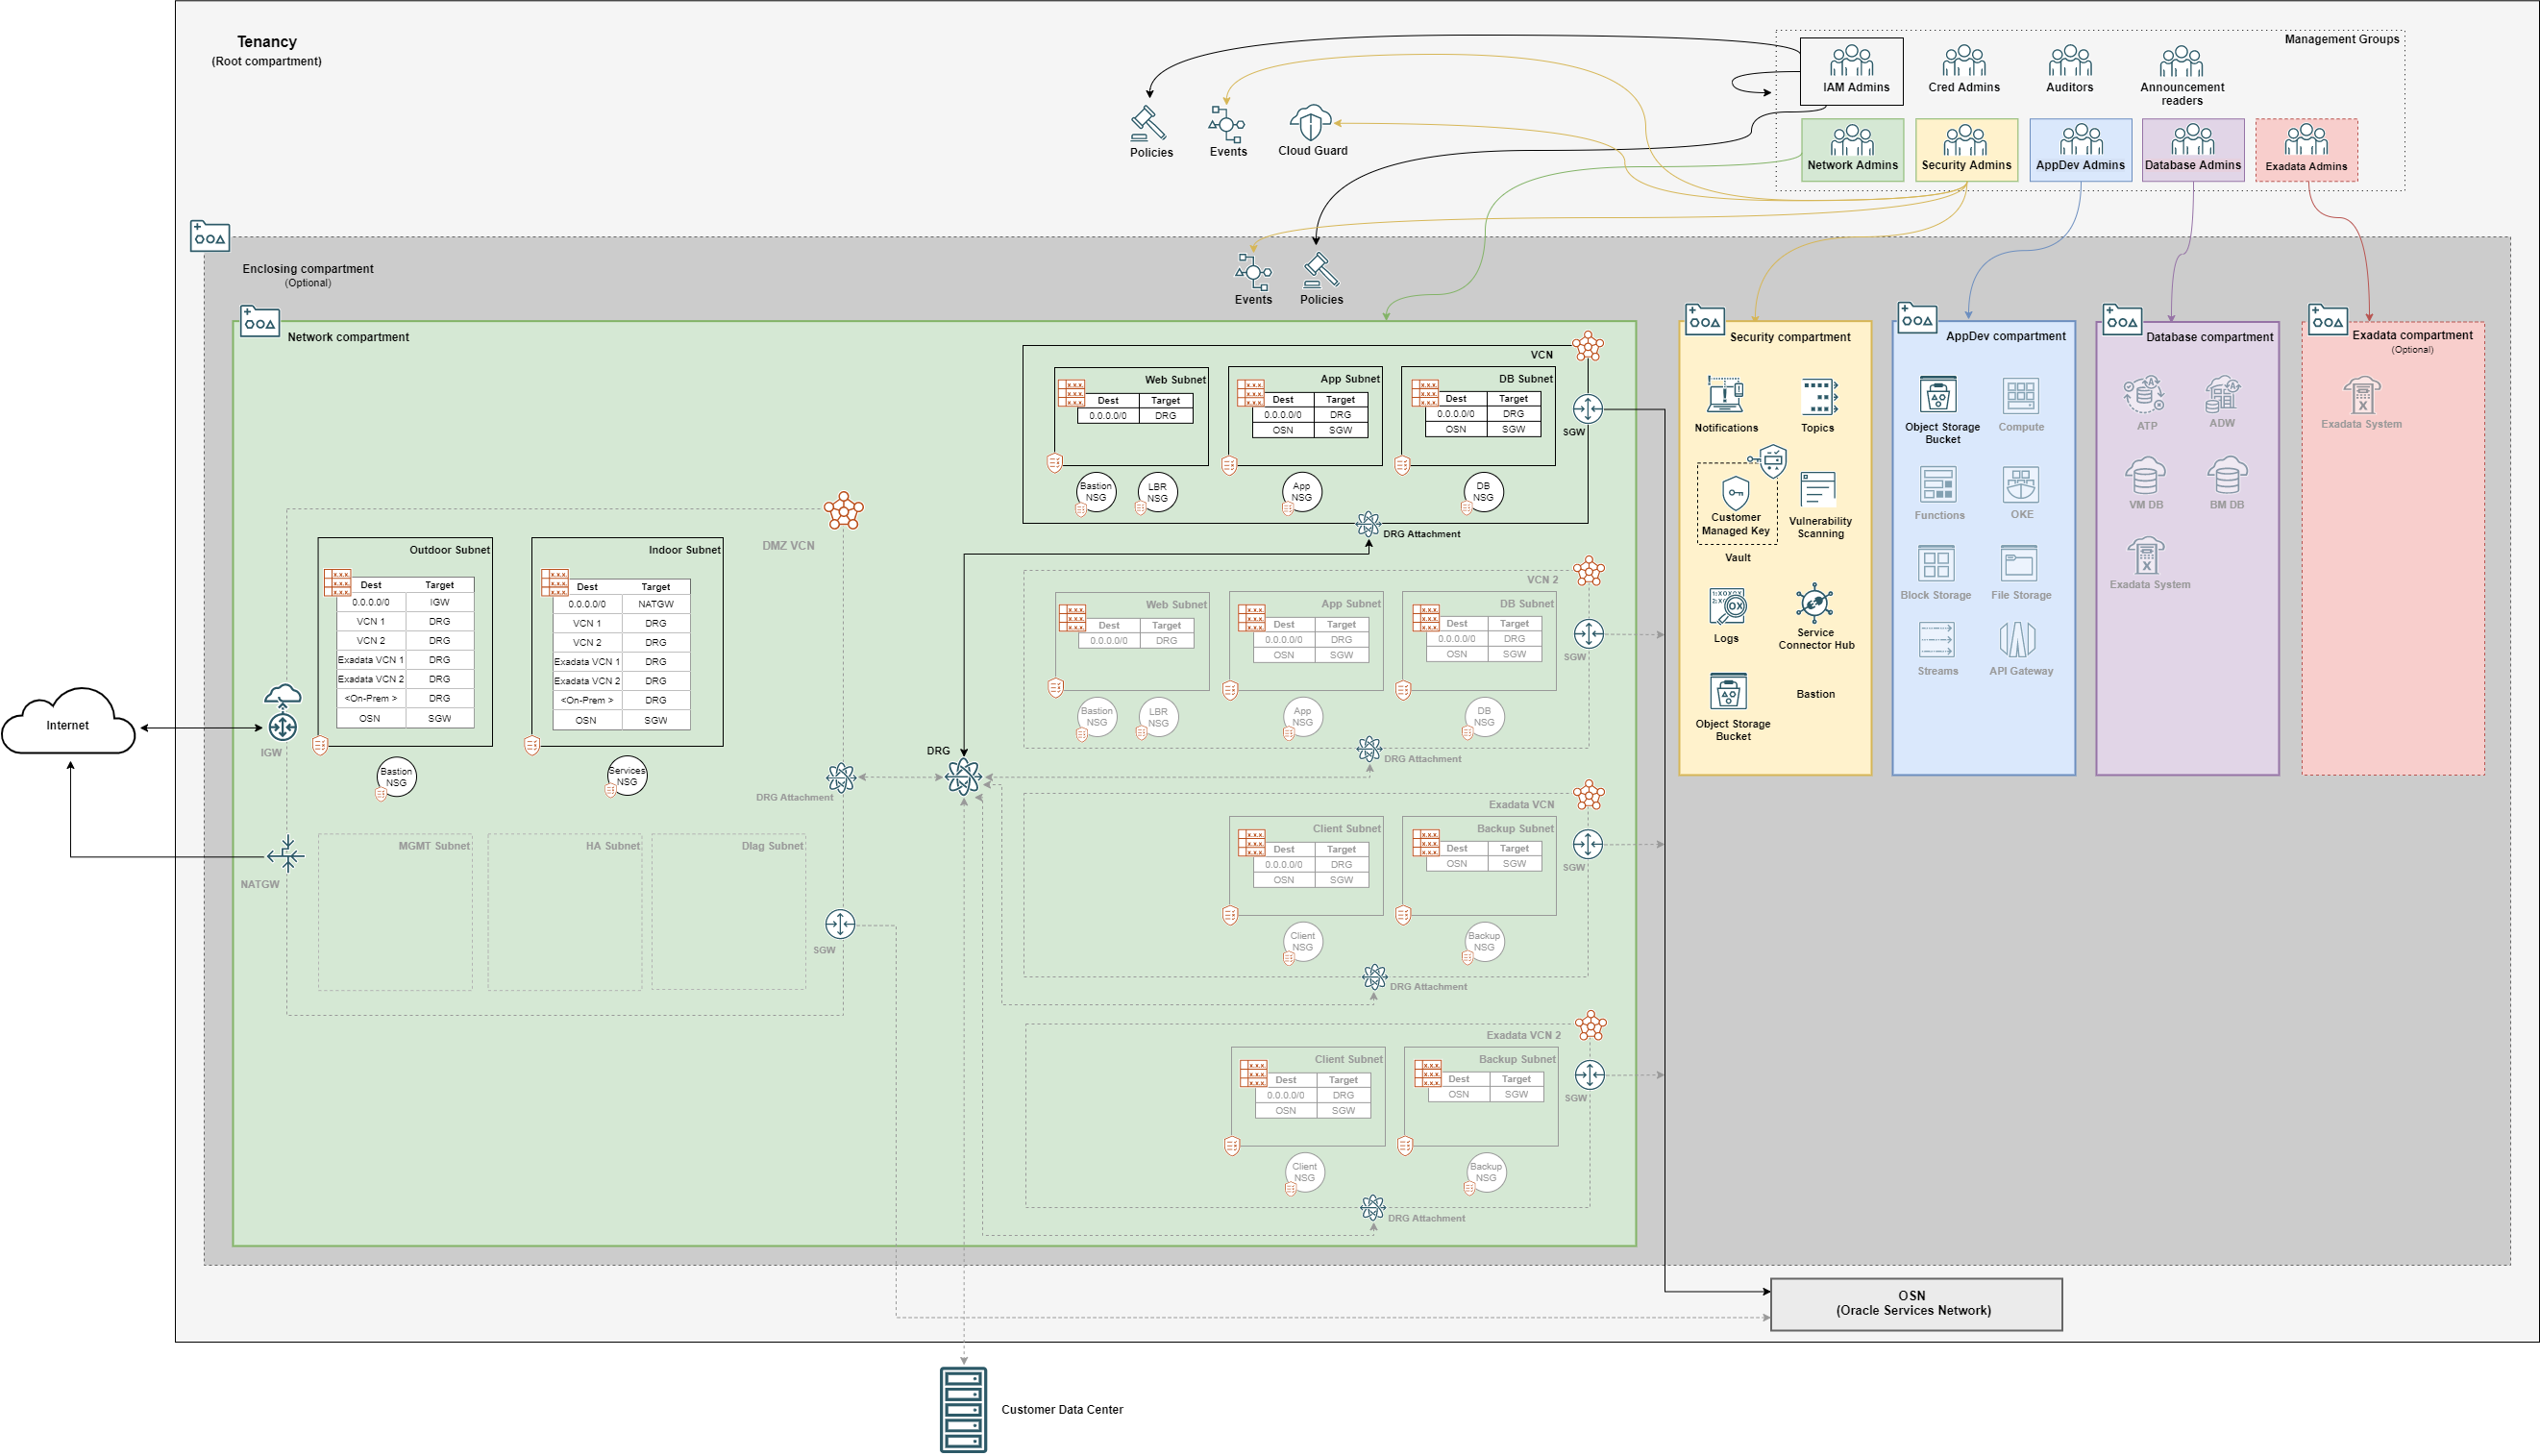 Tenancy
(Root compartment)
Management Groups
IAM Admins
Cred Admins
Auditors
Announcement
readers
Network Admins
Security Admins
AppDev Admins
Database Admins
Exadata Admins
Policies
Events
Cloud Guard
Enclosing compartment
(Optional)
Events
Policies
Network compartment
VCN
Web Subnet
Dest Target
0.0.0.0/0 DRG
App Subnet
Dest Target
0.0.0.0/0 DRG
OSN SGW
DB Subnet
Dest Target
0.0.0.0/0 DRG
OSN SGW
SGW
Bastion
NSG
LBR
NSG
App
NSG
DB
NSG
DRG Attachment
DMZ VCN
Outdoor Subnet
Dest Target
0.0.0.0/0 IGW
VCN 1 DRG
VCN 2 DRG
Exadata VCN 1 DRG
Exadata VCN 2 DRG
<On-Prem > DRG
OSN SGW
Indoor Subnet
Dest Target
0.0.0.0/0 NATGW
VCN 1 DRG
VCN 2 DRG
Exadata VCN 1 DRG
Exadata VCN 2 DRG
<On-Prem > DRG
OSN SGW
Bastion
NSG
Services
NSG
Internet
IGW
NATGW
DRG Attachment
DRG
MGMT Subnet
HA Subnet
DIag Subnet
SGW
VCN 2
Web Subnet
Dest Target
0.0.0.0/0 DRG
App Subnet
Dest Target
0.0.0.0/0 DRG
OSN SGW
DB Subnet
Dest Target
0.0.0.0/0 DRG
OSN SGW
SGW
Bastion
NSG
LBR
NSG
App
NSG
DB
NSG
DRG Attachment
Exadata VCN
Client Subnet
Dest Target
0.0.0.0/0 DRG
OSN SGW
Backup Subnet
Dest Target
OSN SGW
SGW
Client
NSG
Backup
NSG
DRG Attachment
Exadata VCN 2
Client Subnet
Dest Target
0.0.0.0/0 DRG
OSN SGW
Backup Subnet
Dest Target
OSN SGW
SGW
Client
NSG
Backup
NSG
DRG Attachment
Security compartment
Notifications
Topics
Customer
Managed Key
Vault
Vulnerability
Scanning
Logs
Service
Connector Hub
Object Storage
Bucket
Bastion
AppDev compartment
Object Storage
Bucket
Compute
Functions
OKE
Block Storage
File Storage
Streams
API Gateway
Database compartment
ATP
ADW
VM DB
BM DB
Exadata System
Exadata compartment
(Optional)
Exadata System
OSN
(Oracle Services Network)
Customer Data Center